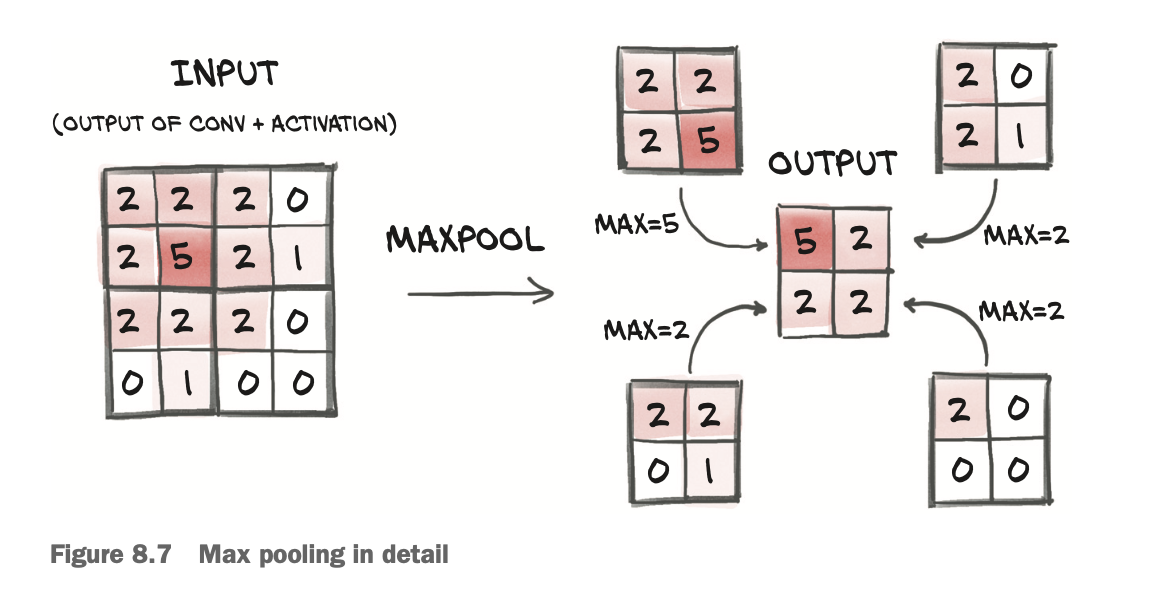 INPUT
(OUTPUT OF CONV + ACTIVATION)
2 2 2 0
2 5 2 1
2 2 2 0
0 1 0 0
MAXPOOL
2 2
2 5
MAX=5
2 0
2 1
MAX=2
OUTPUT
5 2
2 2
MAX=2
2 2
0 1
MAX=2
2 0
0 0
Figure 8.7 Max pooling in detail